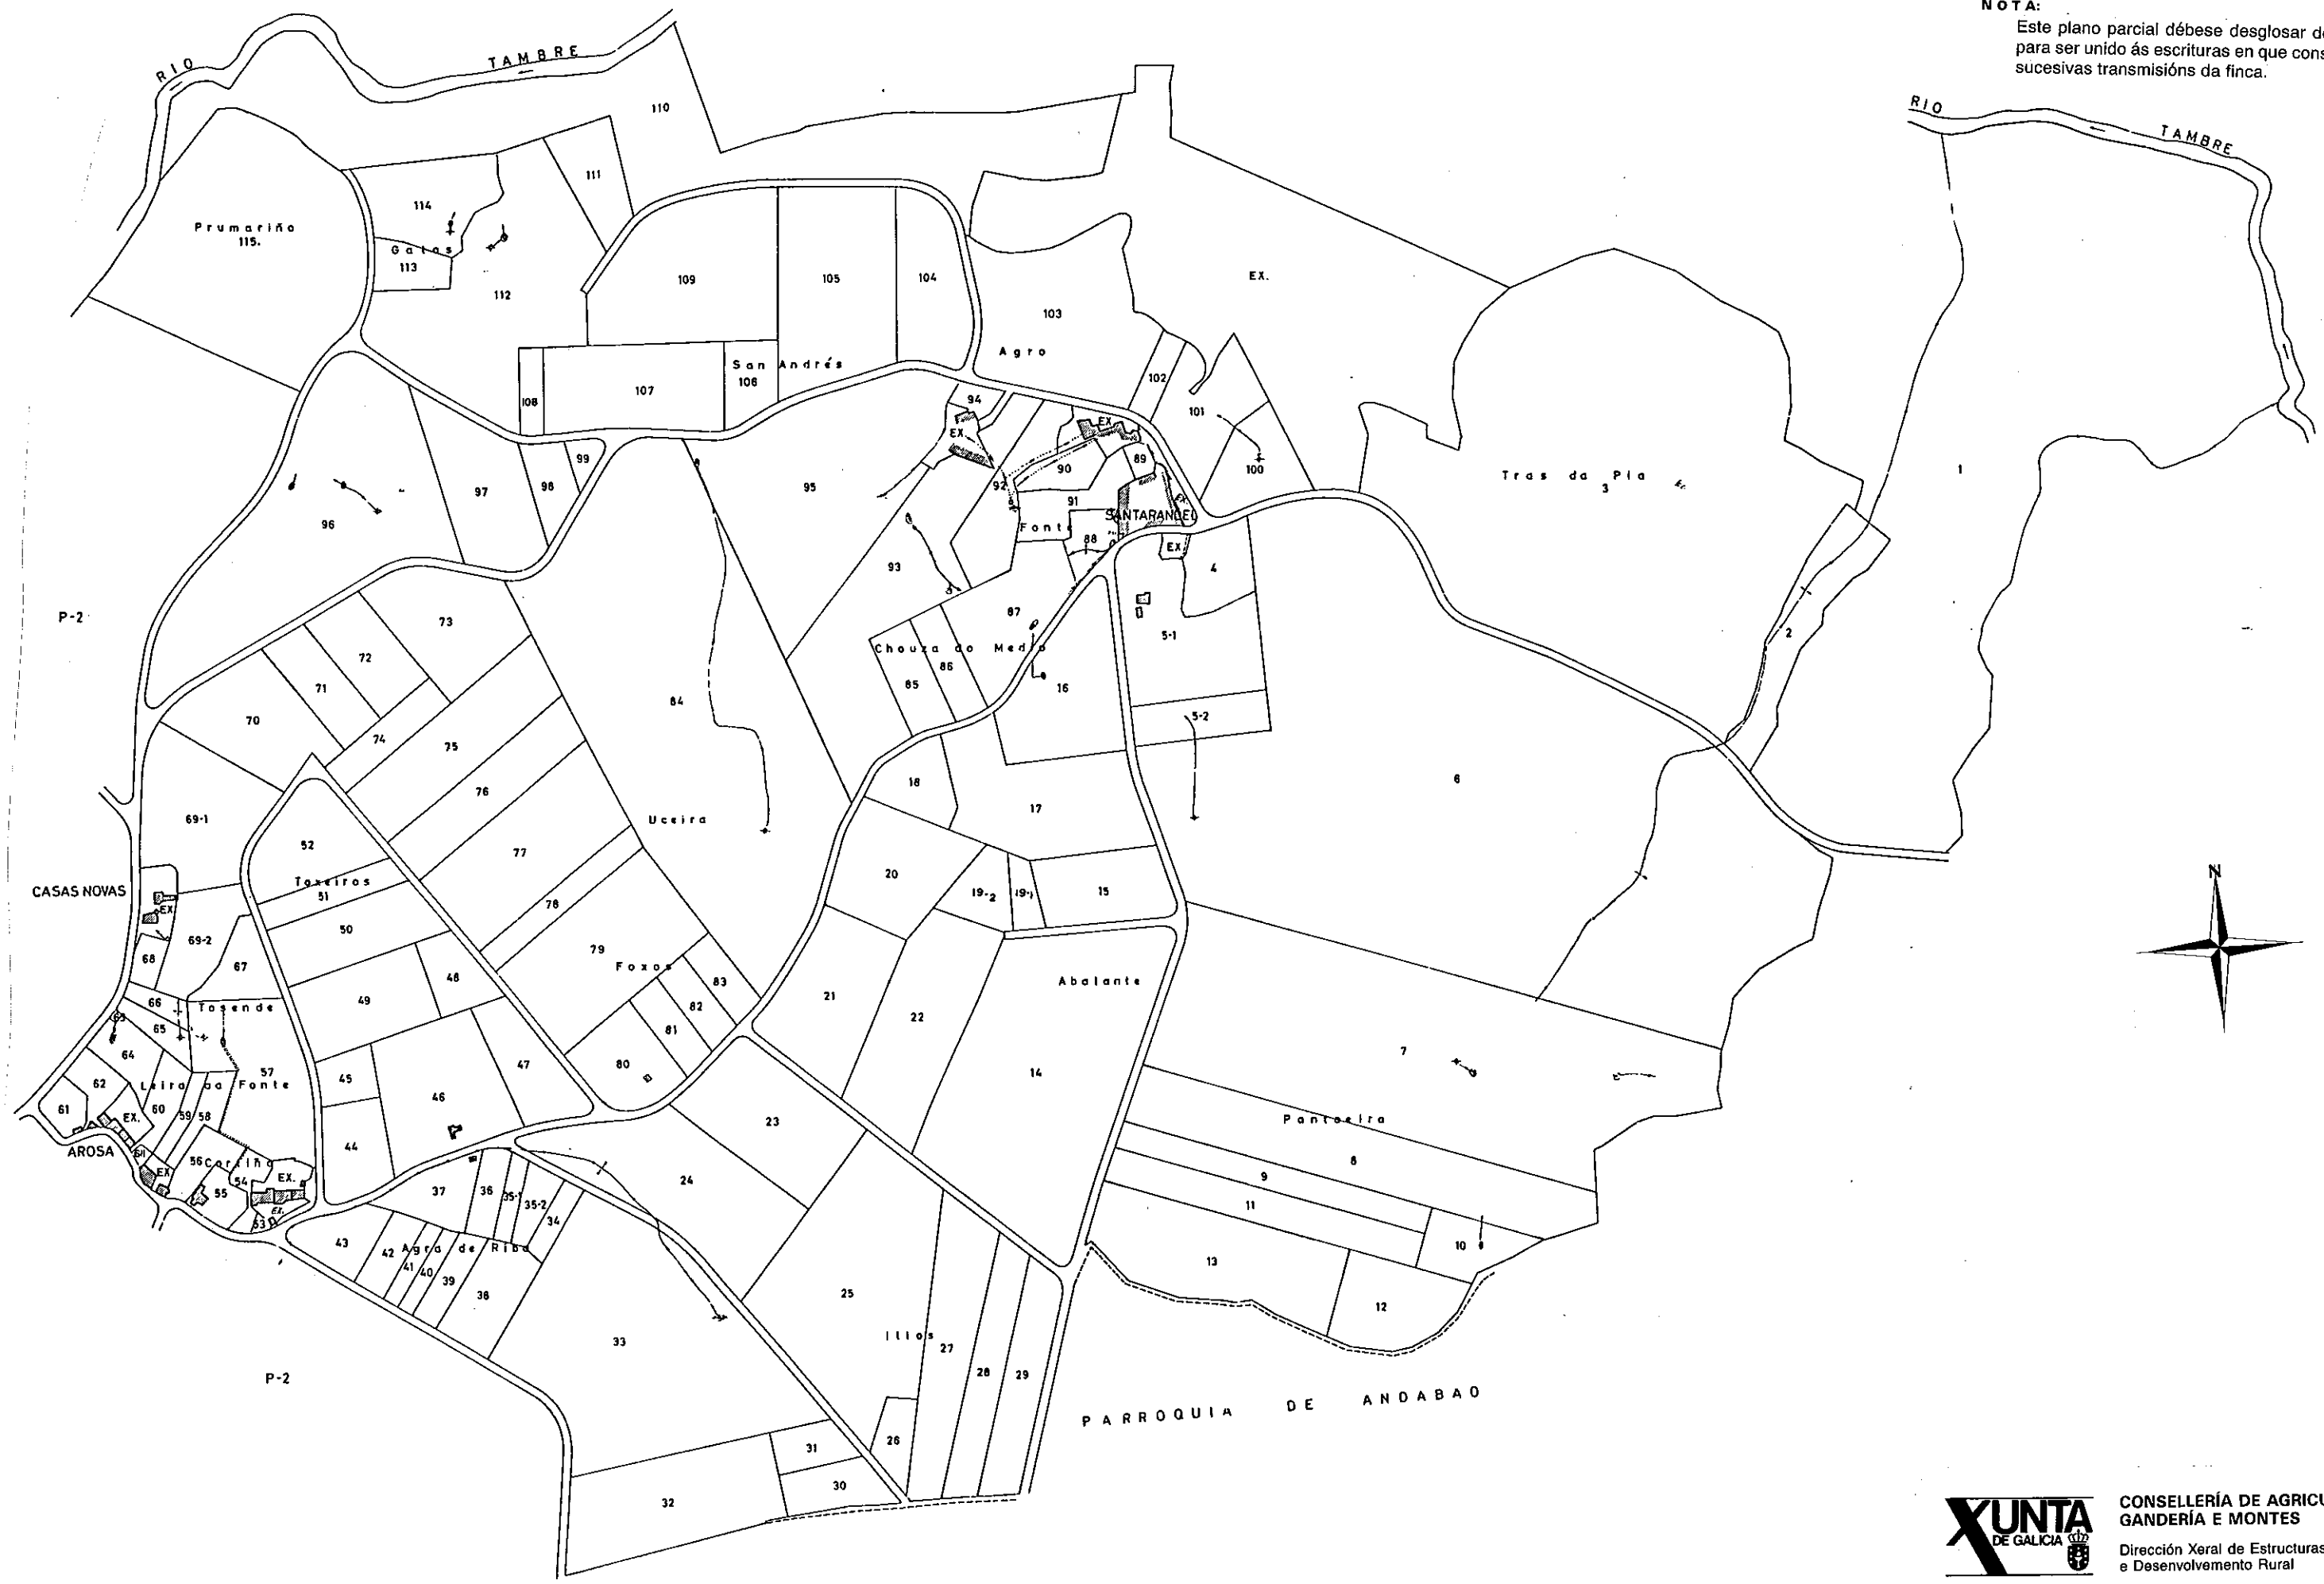 NOTA:
Este plano parcial débese desglosar d
para ser unido ás escrituras en que cons
sucesivas transmisións da finca.
RIO TAMBRE
RIO TAMBRE
110
111
114
Prumariño
115.
Galos
113
112
109
105
104
103
EX.
Agro
San Andrés
106
107
108
102
101
100
94
EX.
EX
89
90
92
91
EX.
SANTARANDEL
Fonte
88
EX
4
Tras da Pia
3
1
2
99
98
97
96
95
93
P-2
73
72
71
70
74
75
76
77
78
84
Uceira
87
Chouza do Medio
86
85
16
5-1
5-2
6
18
17
20
19-2
19-1
15
69-1
52
Toxeiros
51
50
CASAS NOVAS
EX
69-2
68
67
66
Tosende
65
63
64
62
61
57
Leira da Fonte
60
59
58
EX.
AROSA
EX
56
Cortiña
54
EX.
55
EX.
53
49
48
47
45
46
44
79
Foxos
83
82
81
80
21
22
Abalante
14
7
Pantoeira
8
9
11
10
13
12
23
24
25
Illos
27
28
29
26
37
36
35-1
35-2
34
43
42
Agra de Riba
41
40
39
38
33
31
30
32
P-2
PARROQUIA DE ANDABAO
N
XUNTA
DE GALICIA
CONSELLERÍA DE AGRICU
GANDERÍA E MONTES
Dirección Xeral de Estructuras
e Desenvolvemento Rural